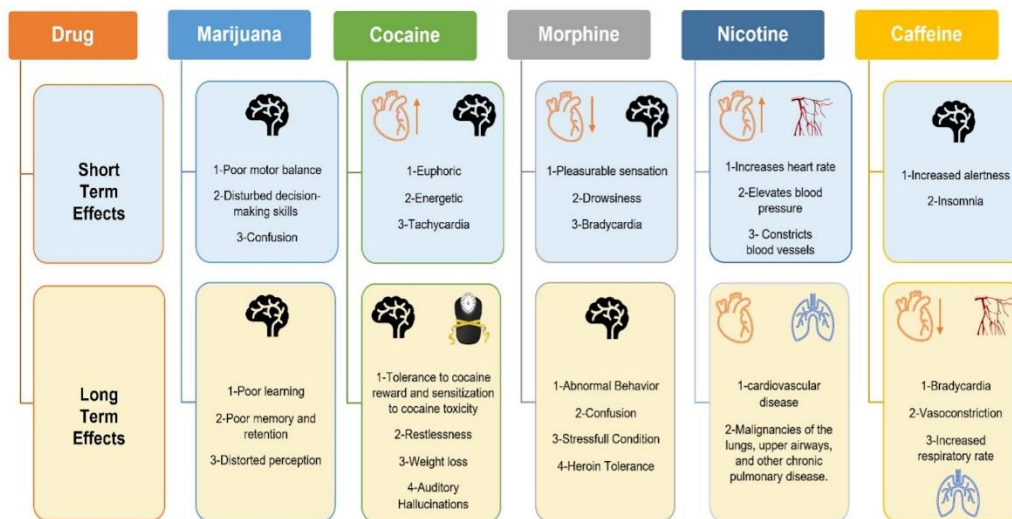 Drug
Marijuana
Cocaine
Morphine
Nicotine
Caffeine
Short
Term
Effects
1-Poor motor balance
2-Disturbed decision-
making skills
3-Confusion
1-Euphoric
2-Energetic
3-Tachycardia
1-Pleasurable sensation
2-Drowsiness
3-Bradycardia
1-Increases heart rate
2-Elevates blood
pressure
3- Constricts
blood vessels
1-Increased alertness
2-Insomnia
Long
Term
Effects
1-Poor learning
2-Poor memory and
retention
3-Distorted perception
1-Tolerance to cocaine
reward and sensitization
to cocaine toxicity
2-Restlessness
3-Weight loss
4-Auditory
Hallucinations
1-Abnormal Behavior
2-Confusion
3-Stressfull Condition
4-Heroin Tolerance
1-cardiovascular
disease
2-Malignancies of the
lungs, upper airways,
and other chronic
pulmonary disease.
1-Bradycardia
2-Vasoconstriction
3-Increased
respiratory rate